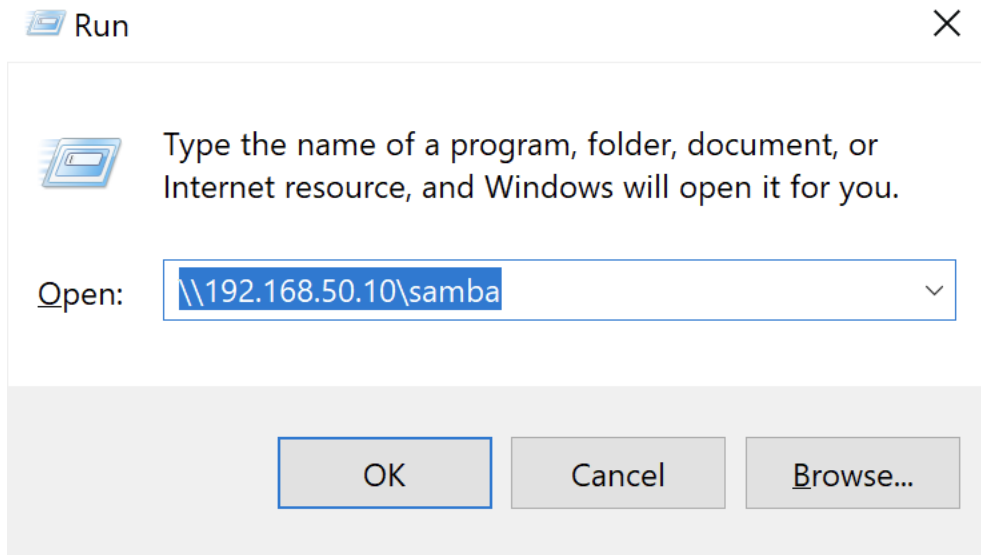 Run
Type the name of a program, folder, document, or
Internet resource, and Windows will open it for you.
Open: \\192.168.50.10\samba
OK Cancel Browse...